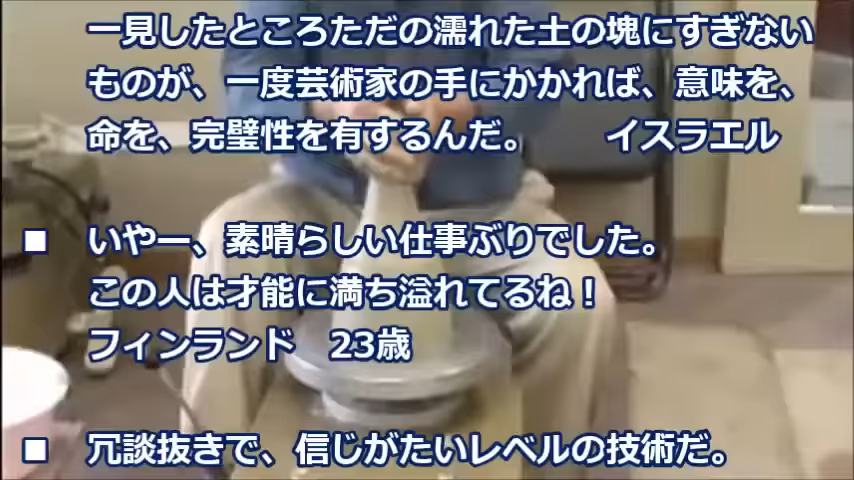 一見したところただの濡れた土の塊にすぎない
ものが、一度芸術家の手にかかれば、意味を、
命を、完璧性を有するんだ。　　イスラエル
■　いやー、素晴らしい仕事ぶりでした。
この人は才能に満ち溢れてるね！
フィンランド　23歳
■　冗談抜きで、信じがたいレベルの技術だ。